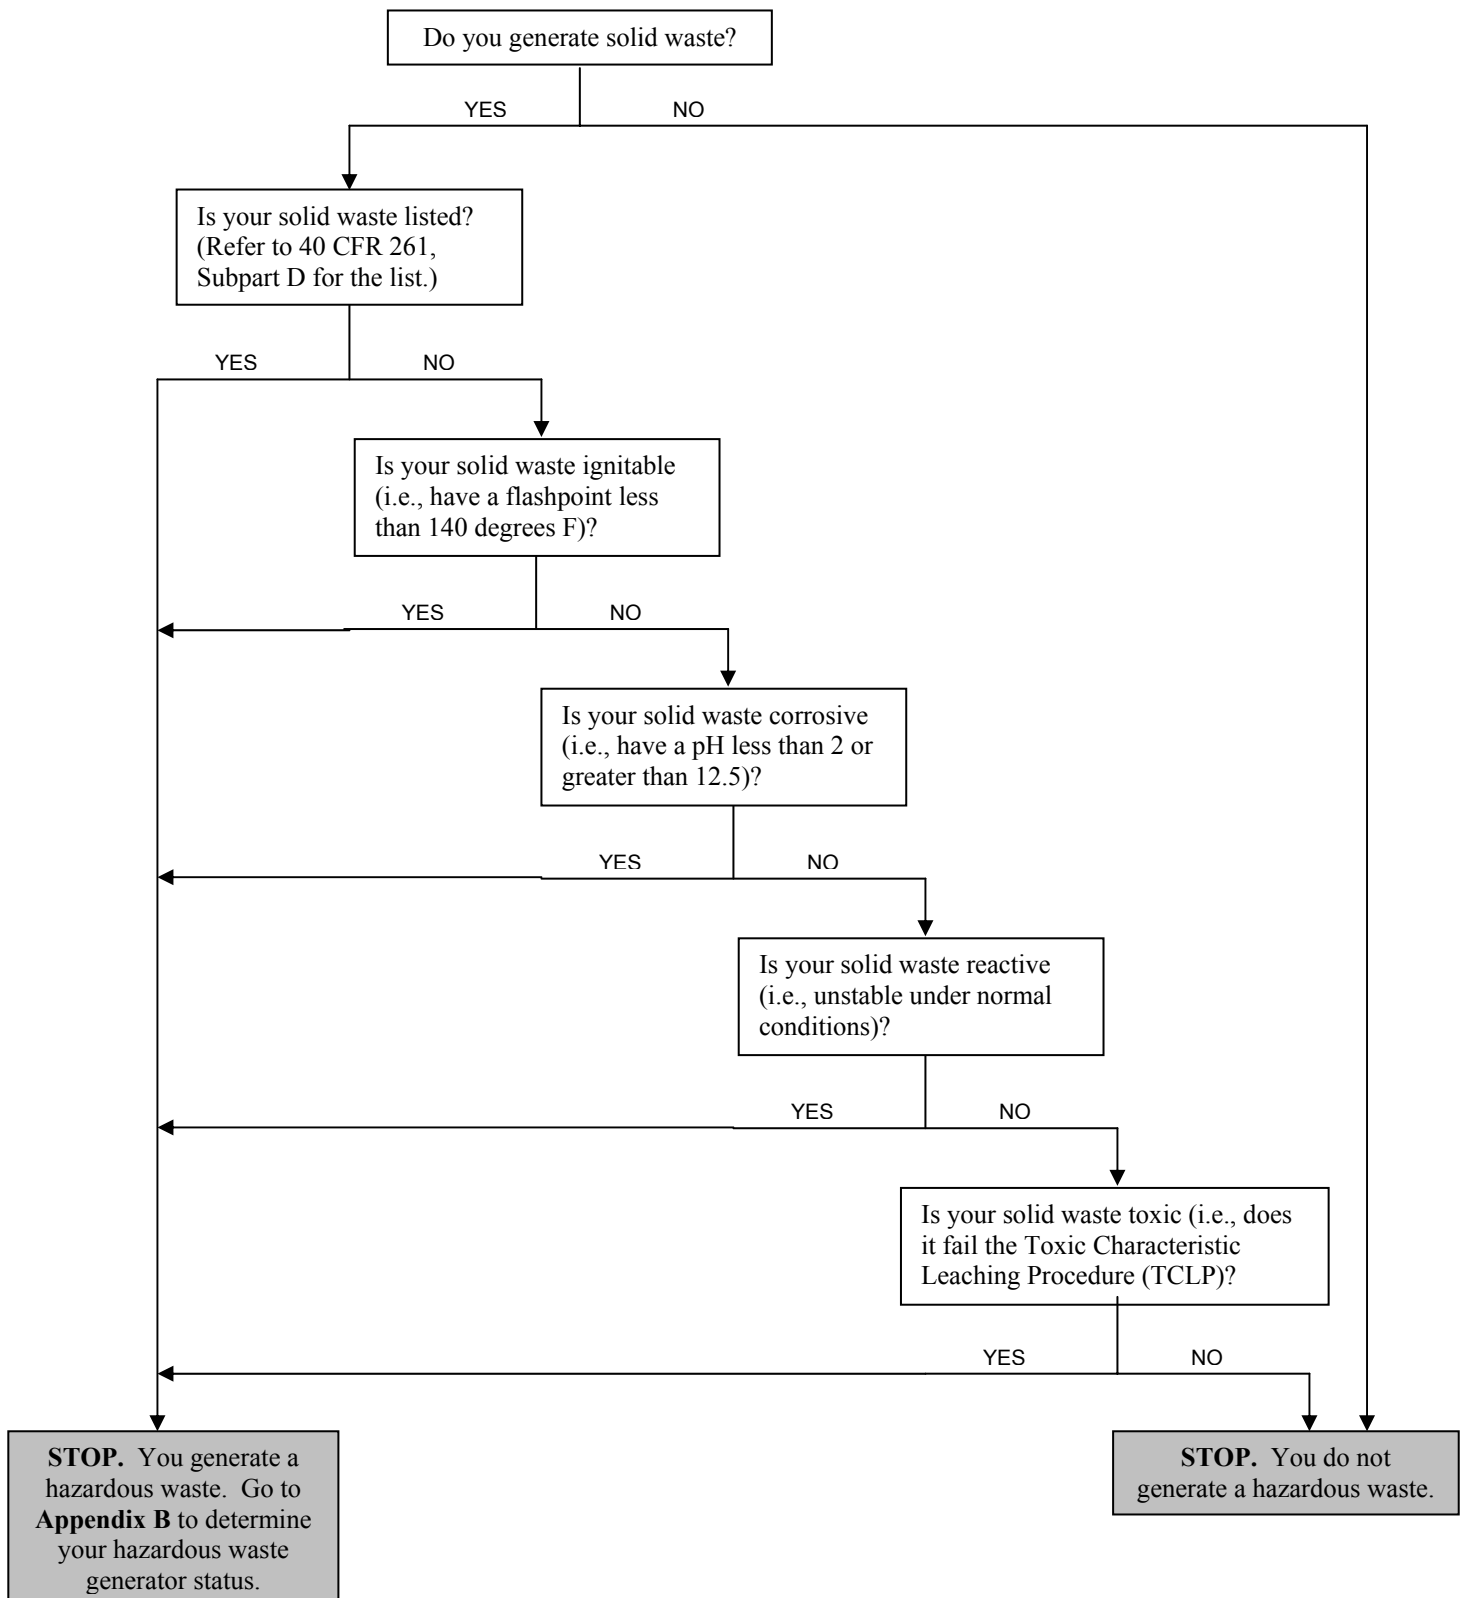 Do you generate solid waste?
YES
NO
Is your solid waste listed?
(Refer to 40 CFR 261,
Subpart D for the list.)
YES
NO
Is your solid waste ignitable
(i.e., have a flashpoint less
than 140 degrees F)?
YES
NO
Is your solid waste corrosive
(i.e., have a pH less than 2 or
greater than 12.5)?
YES
NO
Is your solid waste reactive
(i.e., unstable under normal
conditions)?
YES
NO
Is your solid waste toxic (i.e., does
it fail the Toxic Characteristic
Leaching Procedure (TCLP)?
YES
NO
STOP. You generate a
hazardous waste. Go to
Appendix B to determine
your hazardous waste
generator status.
STOP. You do not
generate a hazardous waste.